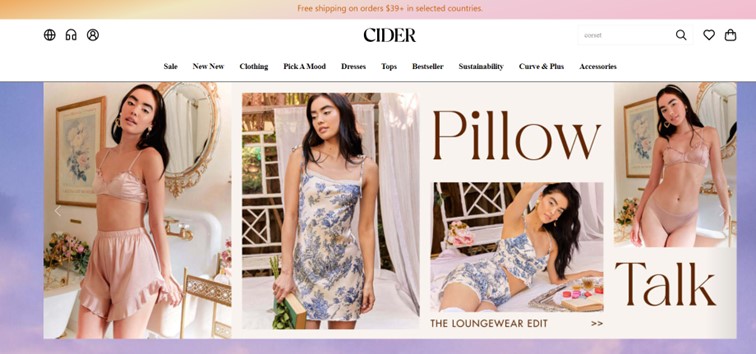 Free shipping on orders $39+ in selected countries.
CIDER
corset
Sale New New Clothing Pick A Mood Dresses Tops Bestseller Sustainability Curve & Plus Accessories
Pillow
Talk
THE LOUNGEWEAR EDIT >>